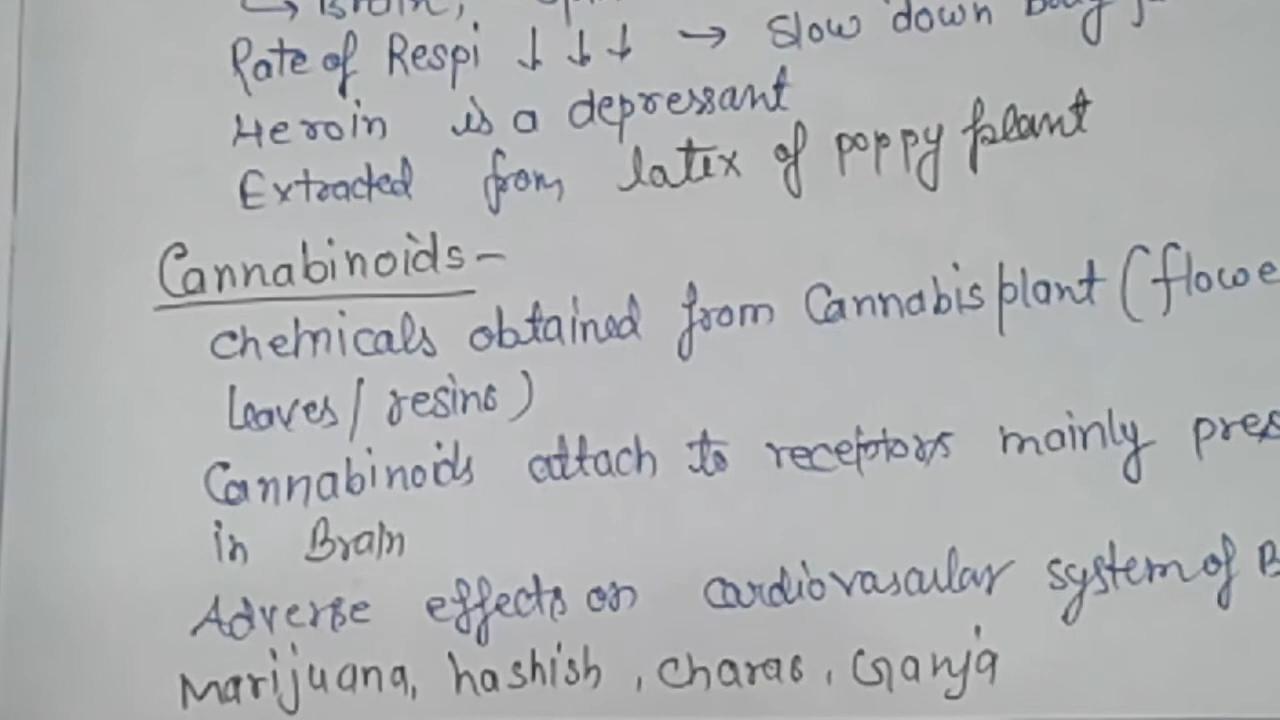 → Brain,
Rate of Respi ↓ ↓ ↓ → Slow down Body
Heroin is a depressant
Extracted from latex of poppy plant
Cannabinoids-
chemicals obtained from Cannabis plant (flowe
leaves/ resins)
Cannabinoids attach to receptors mainly pres
in Brain
Adverse effects on cardiovascular system of B
Marijuana, hashish, charas, Ganja